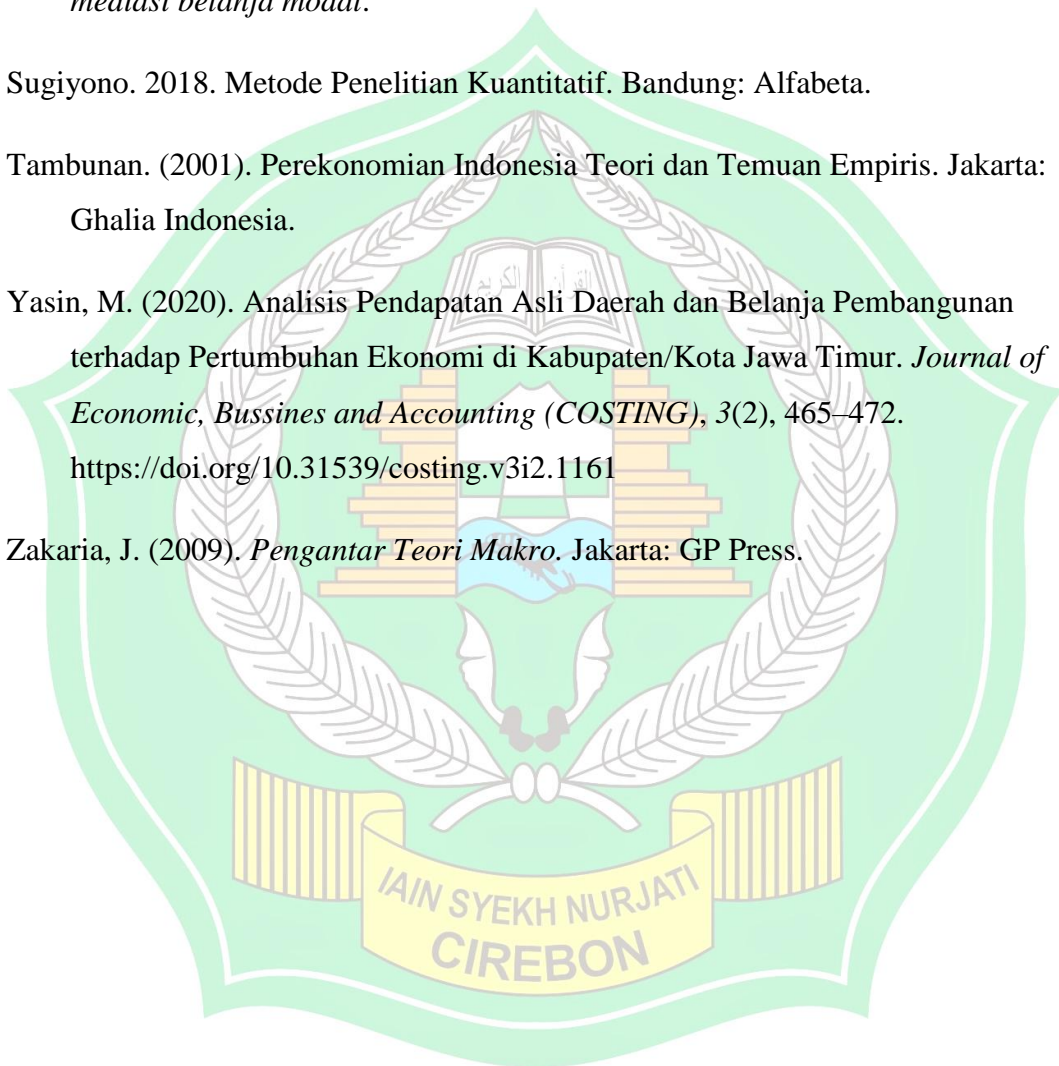 mediasi belanja modal.
Sugiyono. 2018. Metode Penelitian Kuantitatif. Bandung: Alfabeta.
Tambunan. (2001). Perekonomian Indonesia Teori dan Temuan Empiris. Jakarta:
Ghalia Indonesia.
القرآن الكريم
Yasin, M. (2020). Analisis Pendapatan Asli Daerah dan Belanja Pembangunan
terhadap Pertumbuhan Ekonomi di Kabupaten/Kota Jawa Timur. Journal of
Economic, Bussines and Accounting (COSTING), 3(2), 465–472.
https://doi.org/10.31539/costing.v3i2.1161
Zakaria, J. (2009). Pengantar Teori Makro. Jakarta: GP Press.
IAIN SYEKH NURJATI
CIREBON